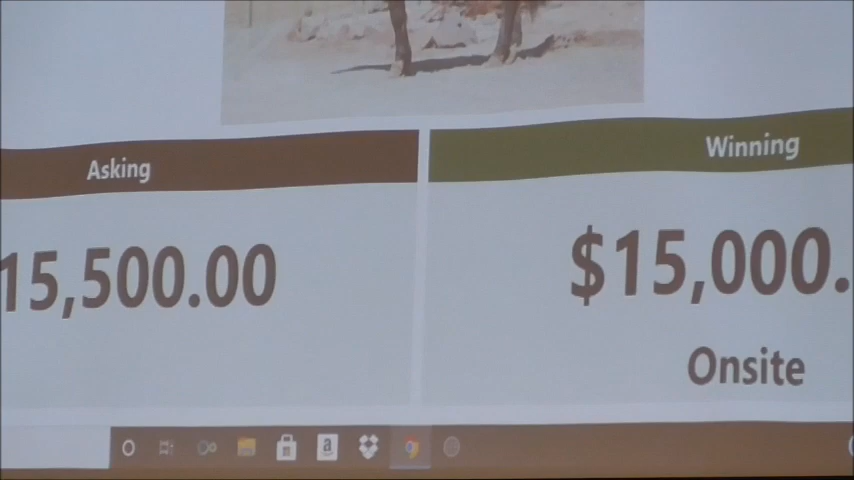 Asking
Winning
15,500.00
$15,000.
Onsite
a